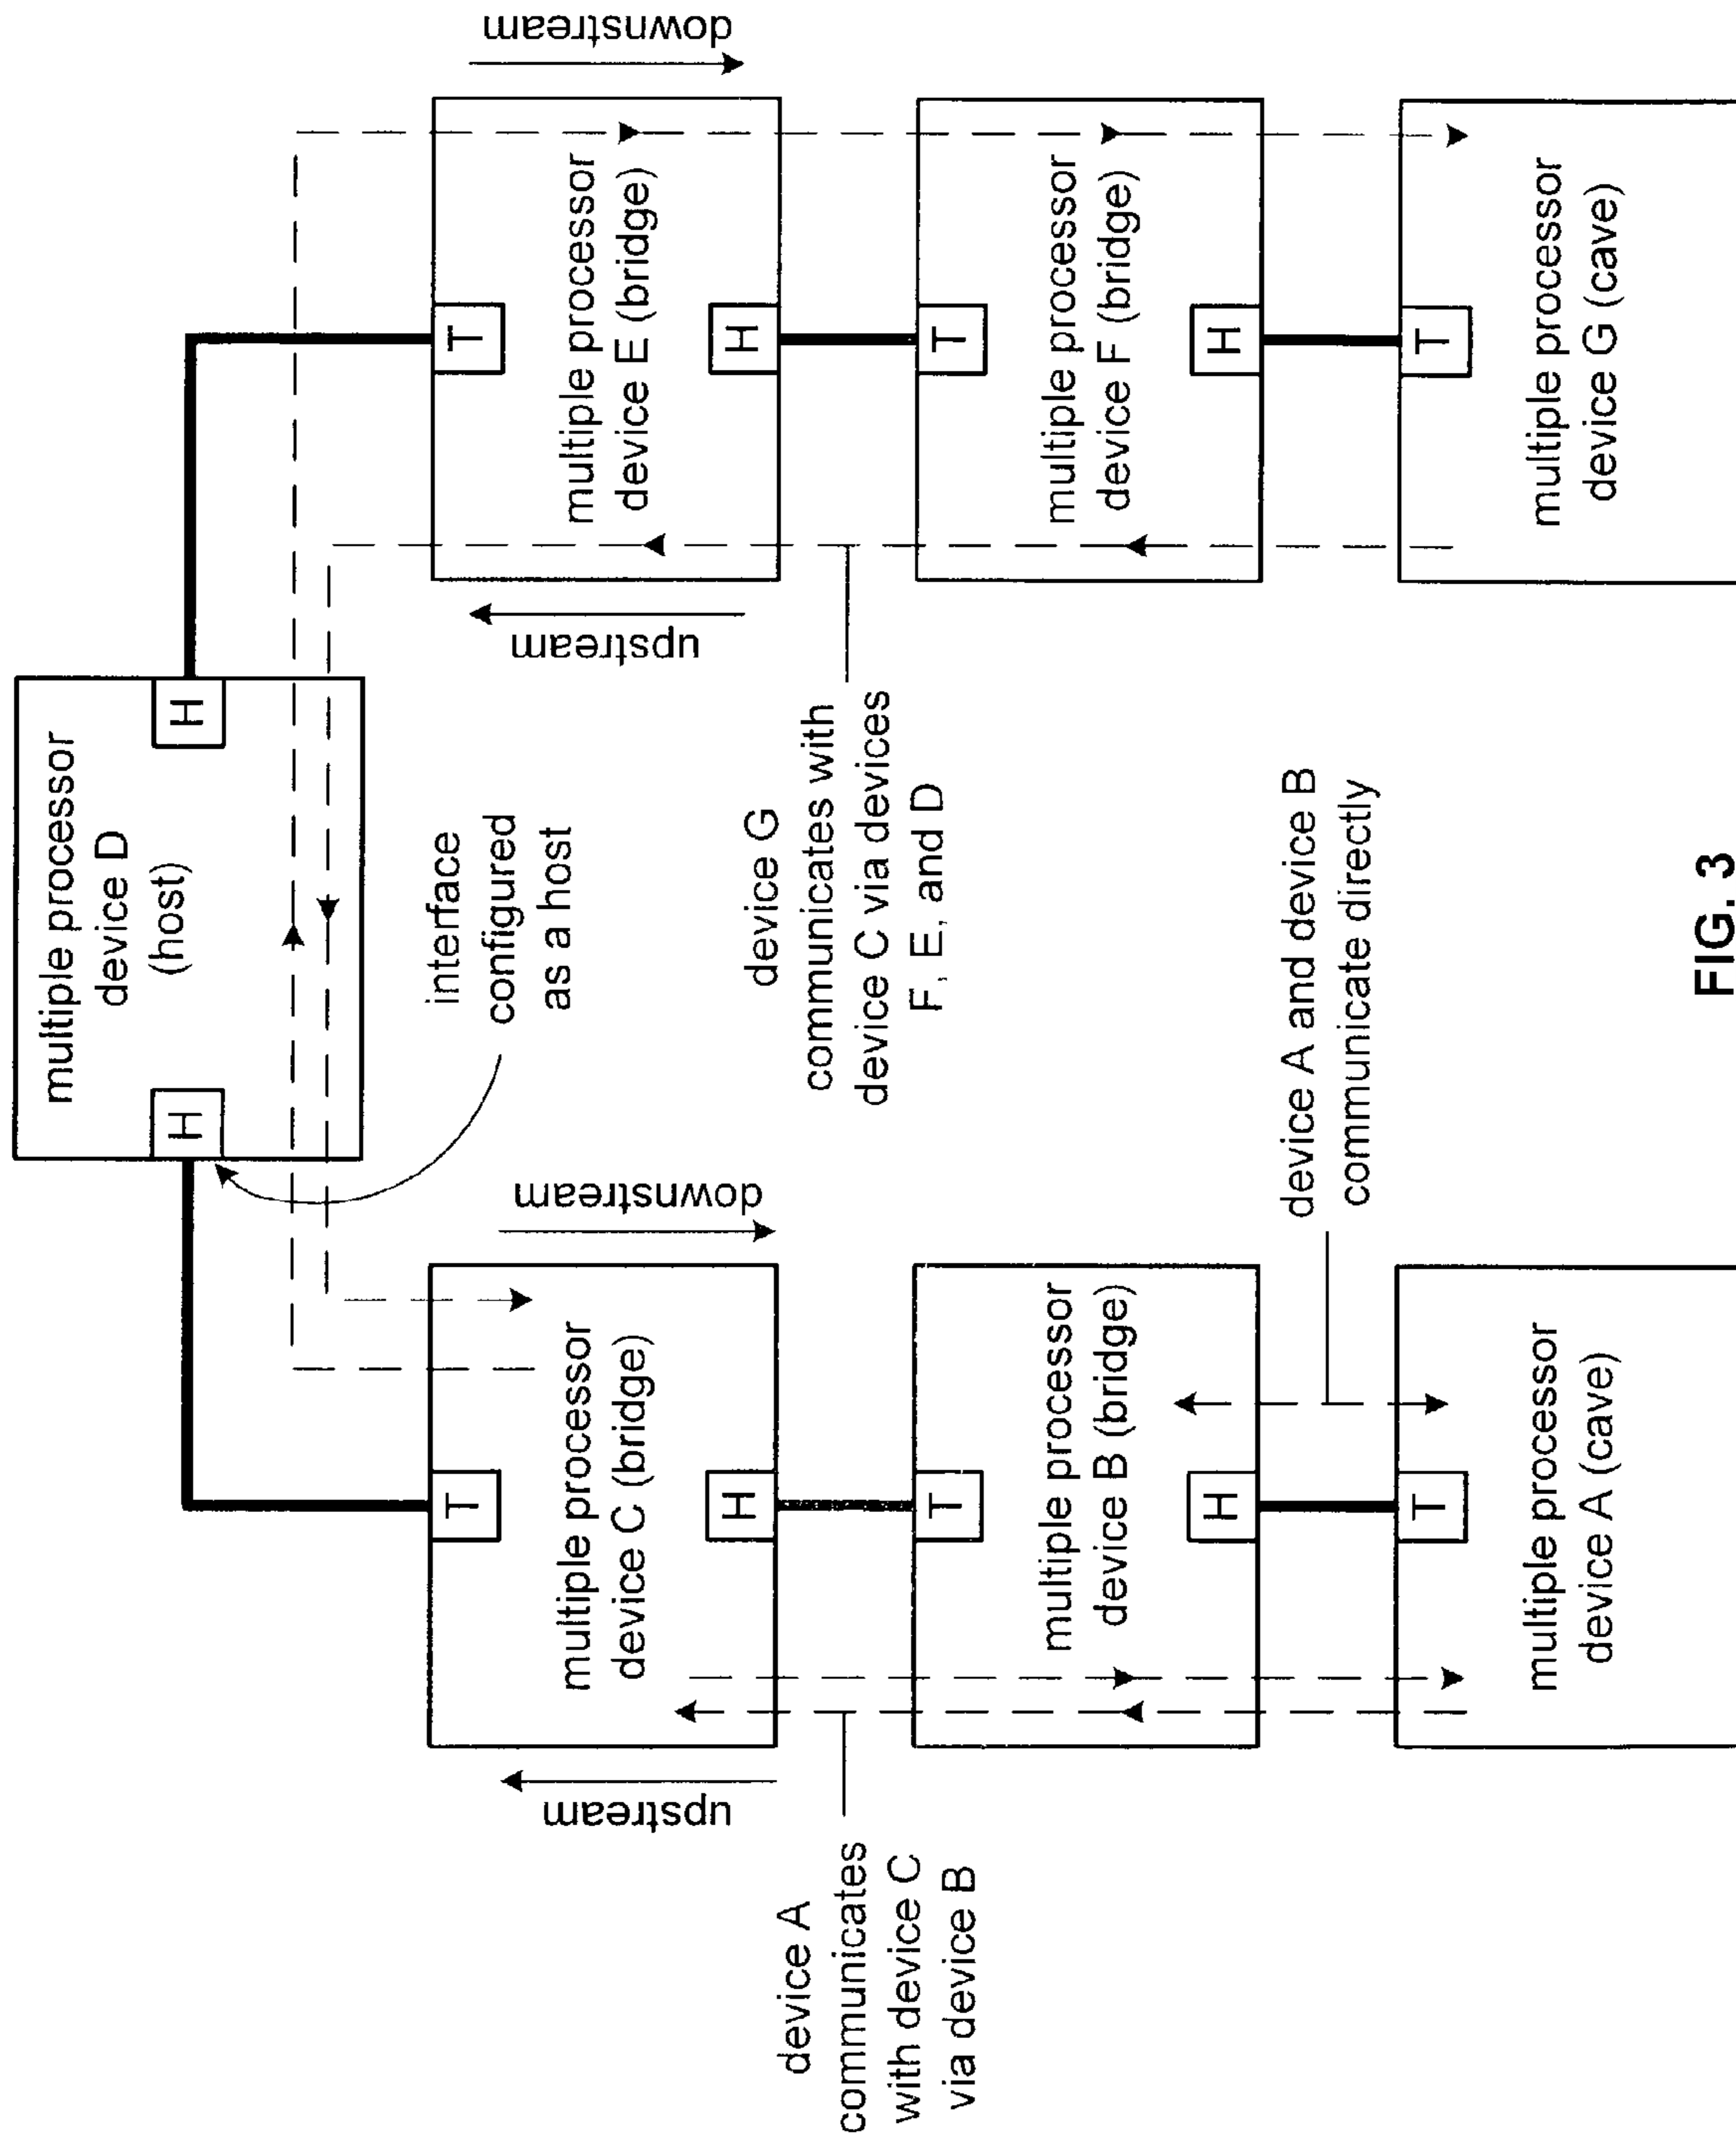 multiple processor
device D
(host)
H
H
interface
configured
as a host
downstream
downstream
upstream
upstream
T
multiple processor
device C (bridge)
H
T
multiple processor
device E (bridge)
H
device A
communicates
with device C
via device B
device G
communicates with
device C via devices
F, E, and D
T
multiple processor
device B (bridge)
H
T
multiple processor
device F (bridge)
H
device A and device B
communicate directly
T
multiple processor
device A (cave)
T
multiple processor
device G (cave)
FIG. 3